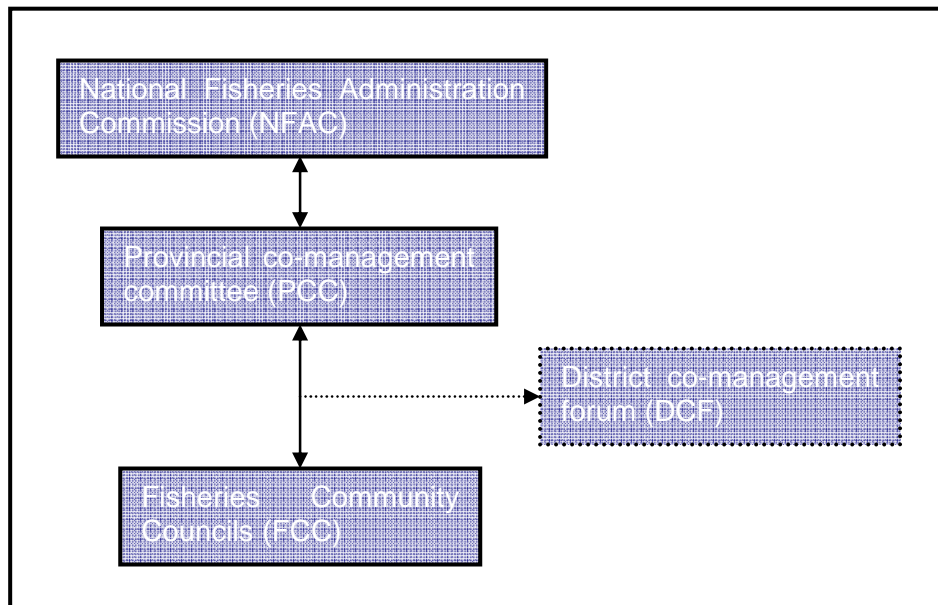 National Fisheries Administration
Commission (NFAC)
Provincial co-management
committee (PCC)
District co-management
forum (DCF)
Fisheries Community
Councils (FCC)